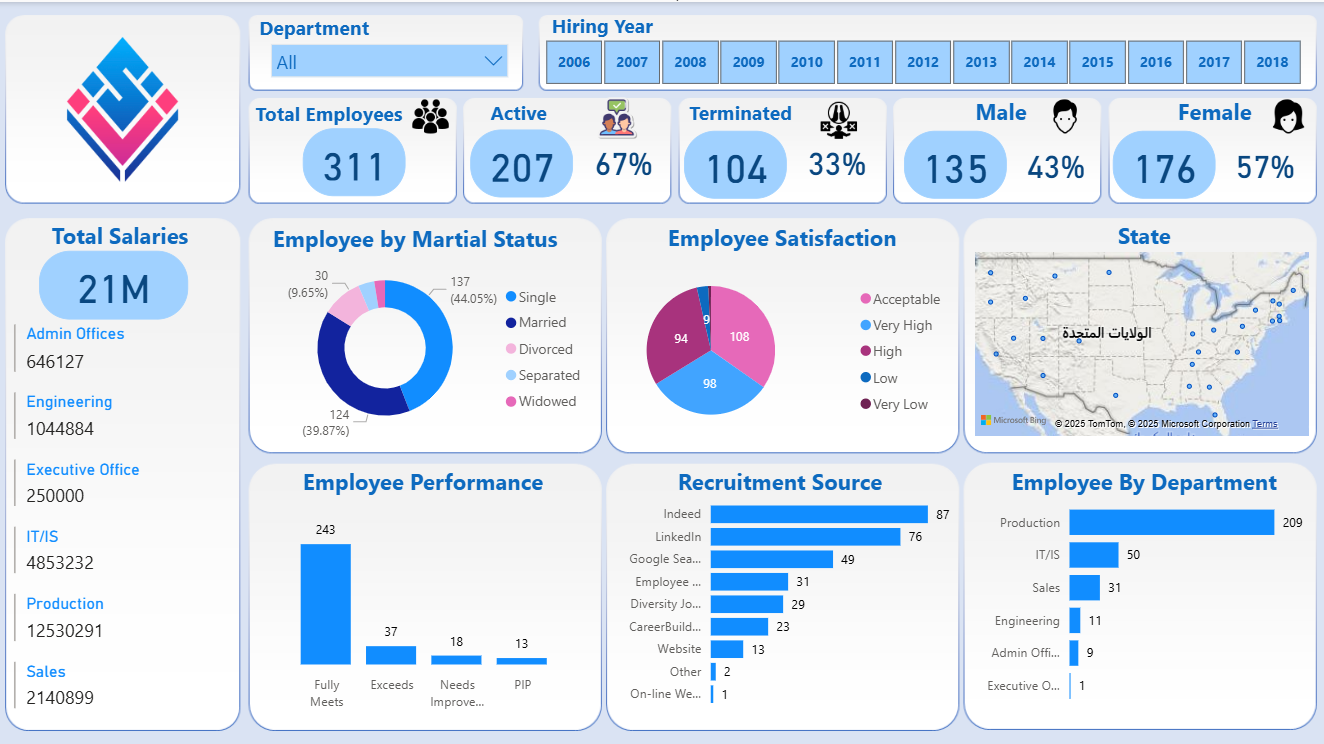 Department
All
Hiring Year
2006 2007 2008 2009 2010 2011 2012 2013 2014 2015 2016 2017 2018
Total Employees
311
Active
207
67%
Terminated
104
33%
Male
135
43%
Female
176
57%
Total Salaries
21M
Admin Offices
646127
Engineering
1044884
Executive Office
250000
IT/IS
4853232
Production
12530291
Sales
2140899
Employee by Martial Status
30
(9.65%)
137
(44.05%)
124
(39.87%)
Single
Married
Divorced
Separated
Widowed
Employee Satisfaction
9
94
108
98
Acceptable
Very High
High
Low
Very Low
State
الولايات المتحدة
Microsoft Bing
© 2025 TomTom, © 2025 Microsoft Corporation Terms
Employee Performance
243
37
18
13
Fully
Meets
Exceeds
Needs
Improve...
PIP
Recruitment Source
Indeed 87
LinkedIn 76
Google Sea... 49
Employee ... 31
Diversity Jo... 29
CareerBuild... 23
Website 13
Other 2
On-line We... 1
Employee By Department
Production 209
IT/IS 50
Sales 31
Engineering 11
Admin Offi... 9
Executive O... 1